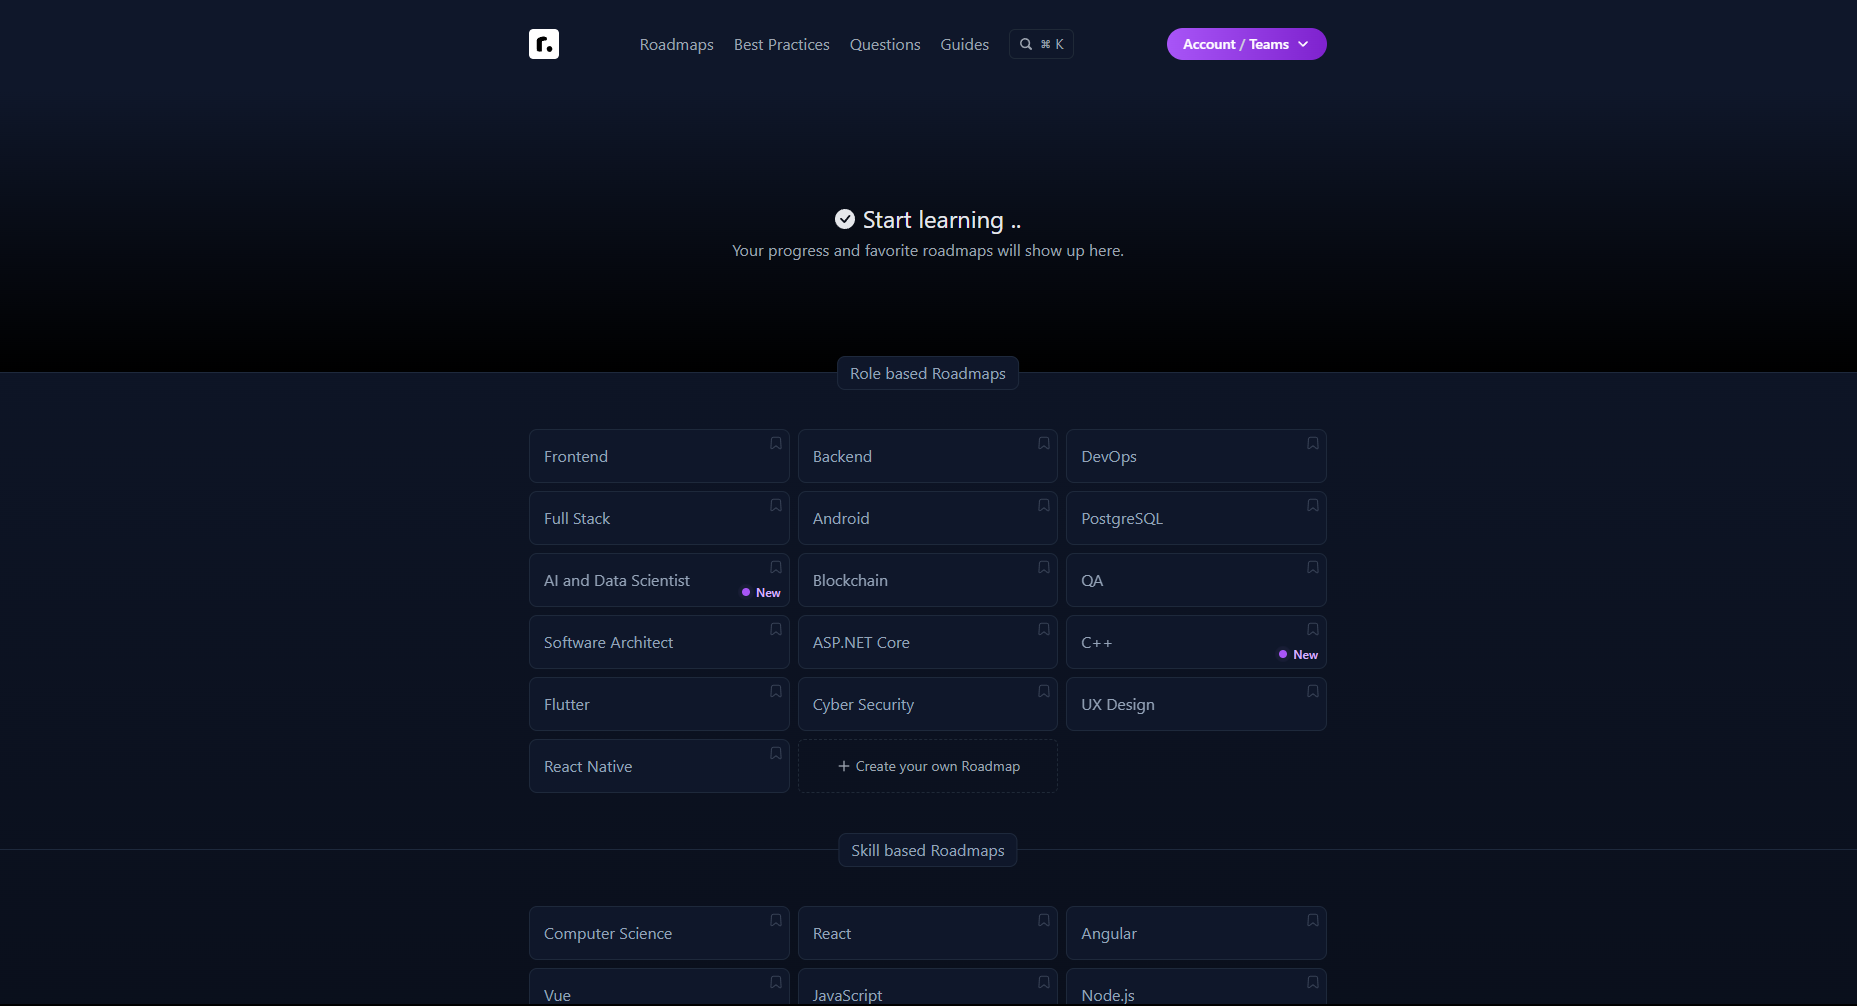 r.
Roadmaps Best Practices Questions Guides ⌘ K Account / Teams
Start learning ..
Your progress and favorite roadmaps will show up here.
Role based Roadmaps
Frontend Backend DevOps
Full Stack Android PostgreSQL
AI and Data Scientist New Blockchain QA
Software Architect ASP.NET Core C++ New
Flutter Cyber Security UX Design
React Native + Create your own Roadmap
Skill based Roadmaps
Computer Science React Angular
Vue JavaScript Node.js